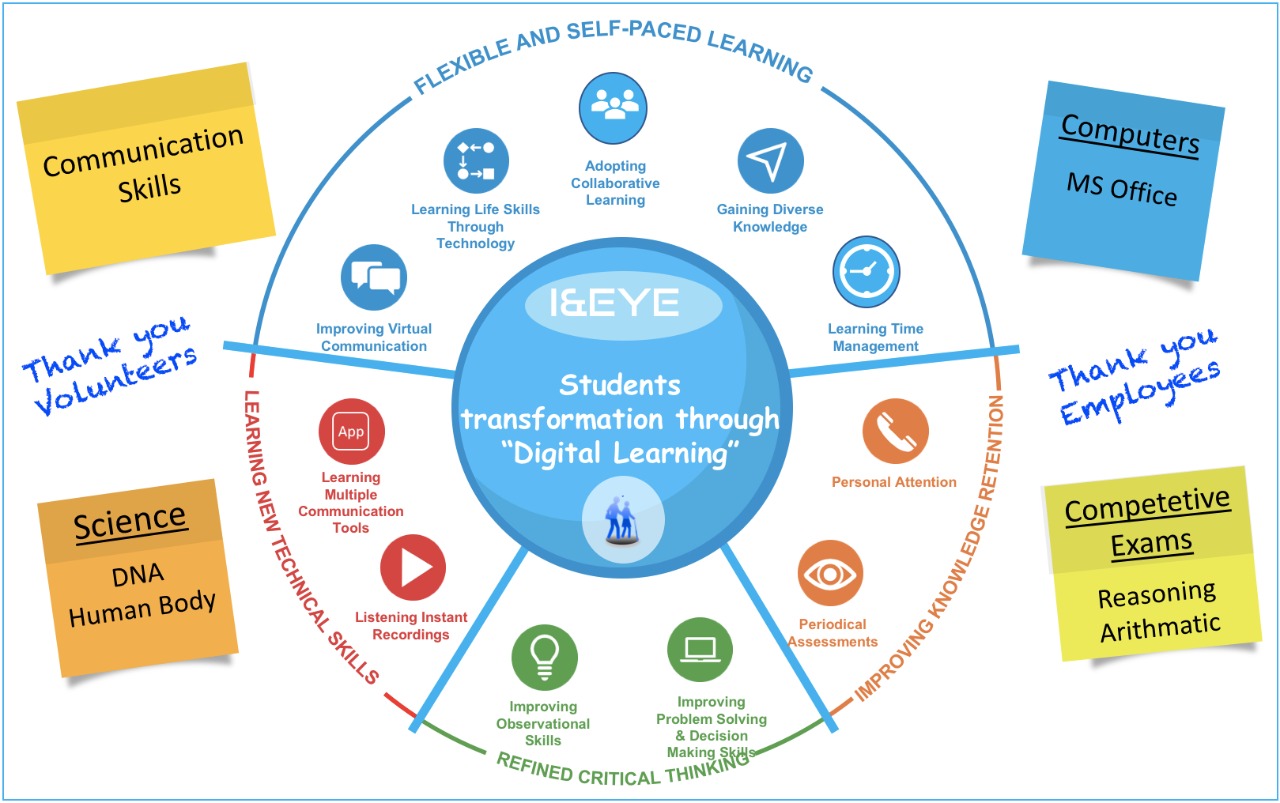 FLEXIBLE AND SELF-PACED LEARNING
Communication
Skills
Computers
MS Office
Adopting
Collaborative
Learning
Learning Life Skills
Through
Technology
Gaining Diverse
Knowledge
Improving Virtual
Communication
Learning Time
Management
I&EYE
Students
transformation through
“Digital Learning”
Thank you
Volunteers
Thank you
Employees
LEARNING NEW TECHNICAL SKILLS
App
Learning
Multiple
Communication
Tools
Listening Instant
Recordings
IMPROVING KNOWLEDGE RETENTION
Personal Attention
Periodical
Assessments
Science
DNA
Human Body
Competetive
Exams
Reasoning
Arithmatic
Improving
Observational
Skills
Improving
Problem Solving
& Decision
Making Skills
REFINED CRITICAL THINKING